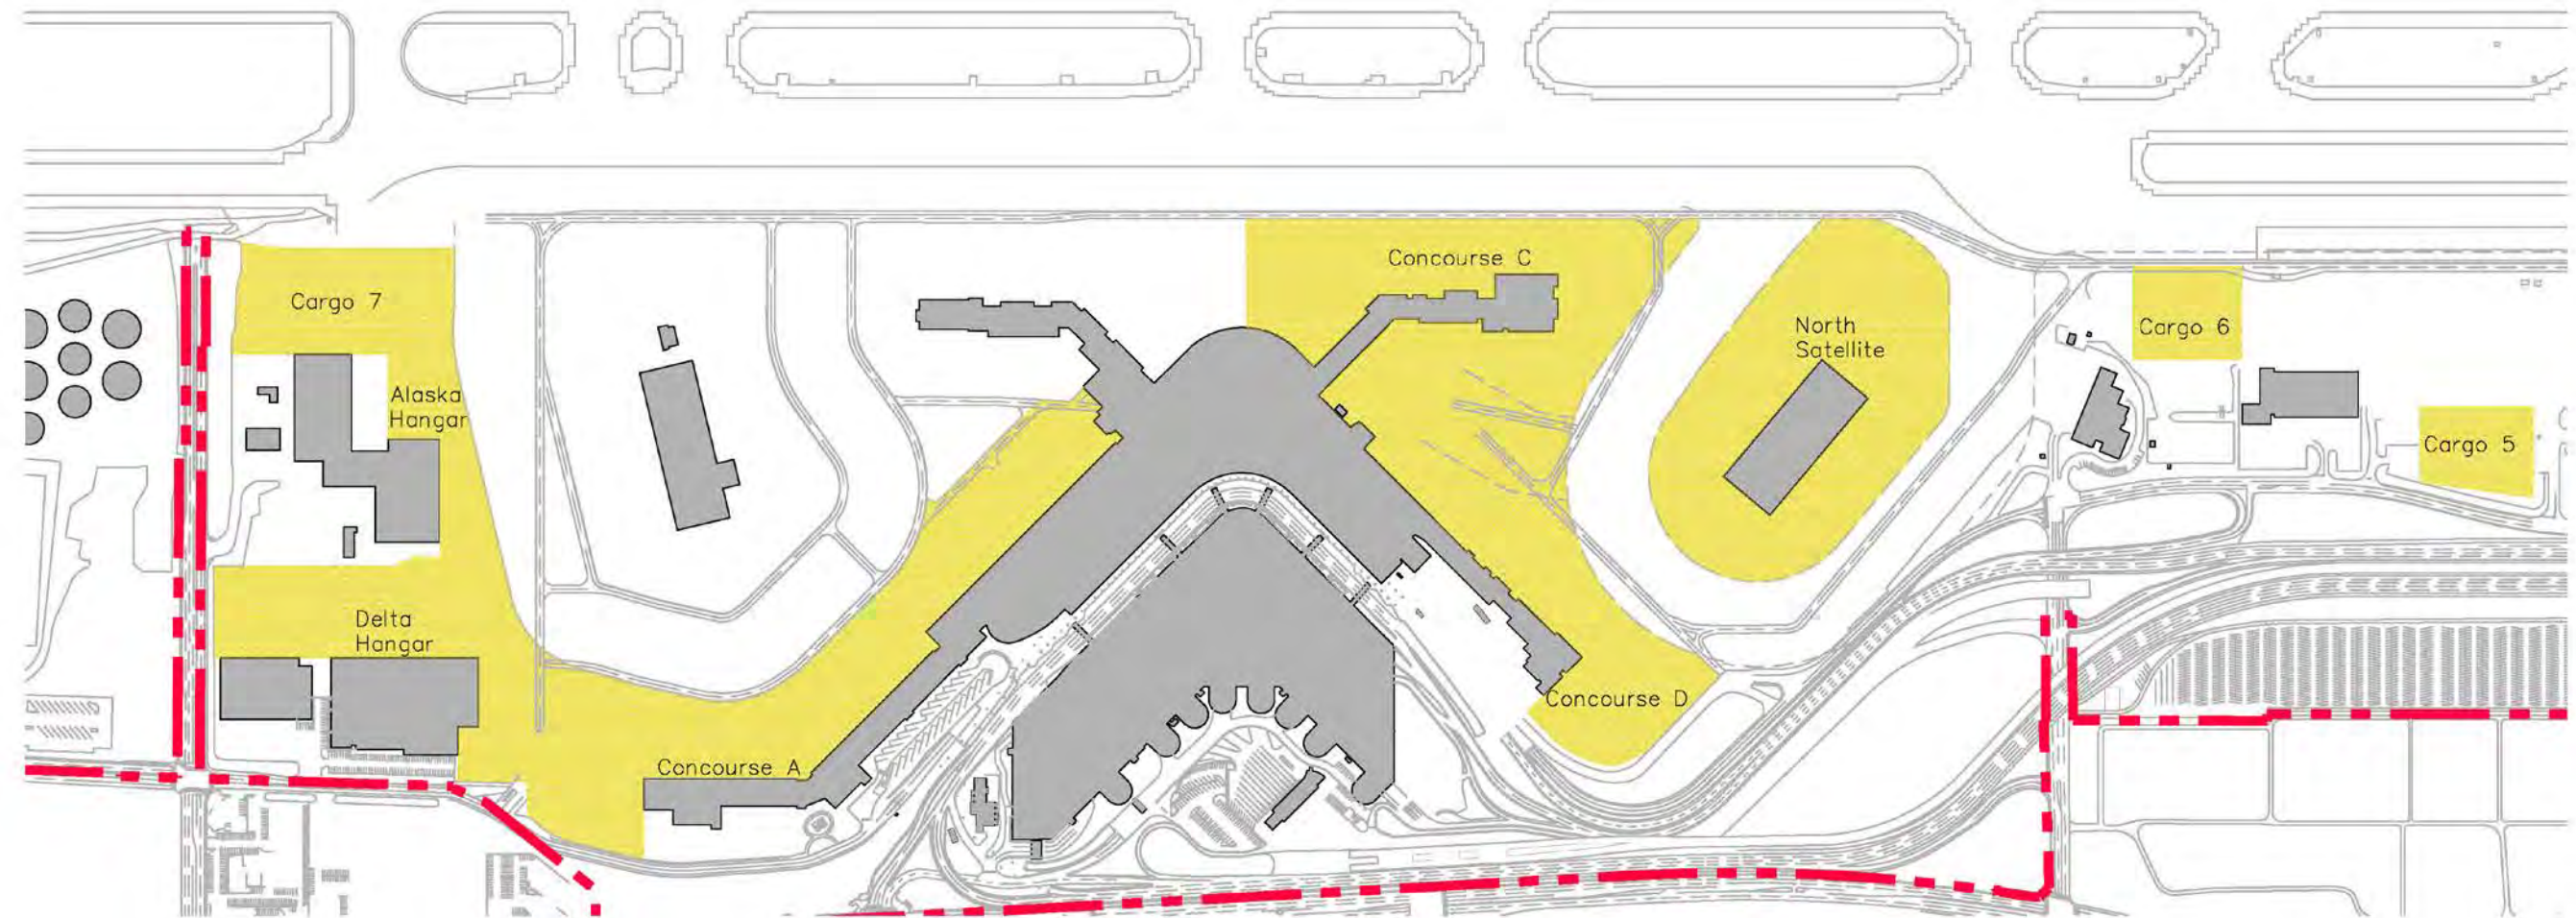 Concourse C
Cargo 7
North
Satellite
Cargo 6
Alaska
Hangar
Cargo 5
Delta
Hangar
Concourse D
Concourse A